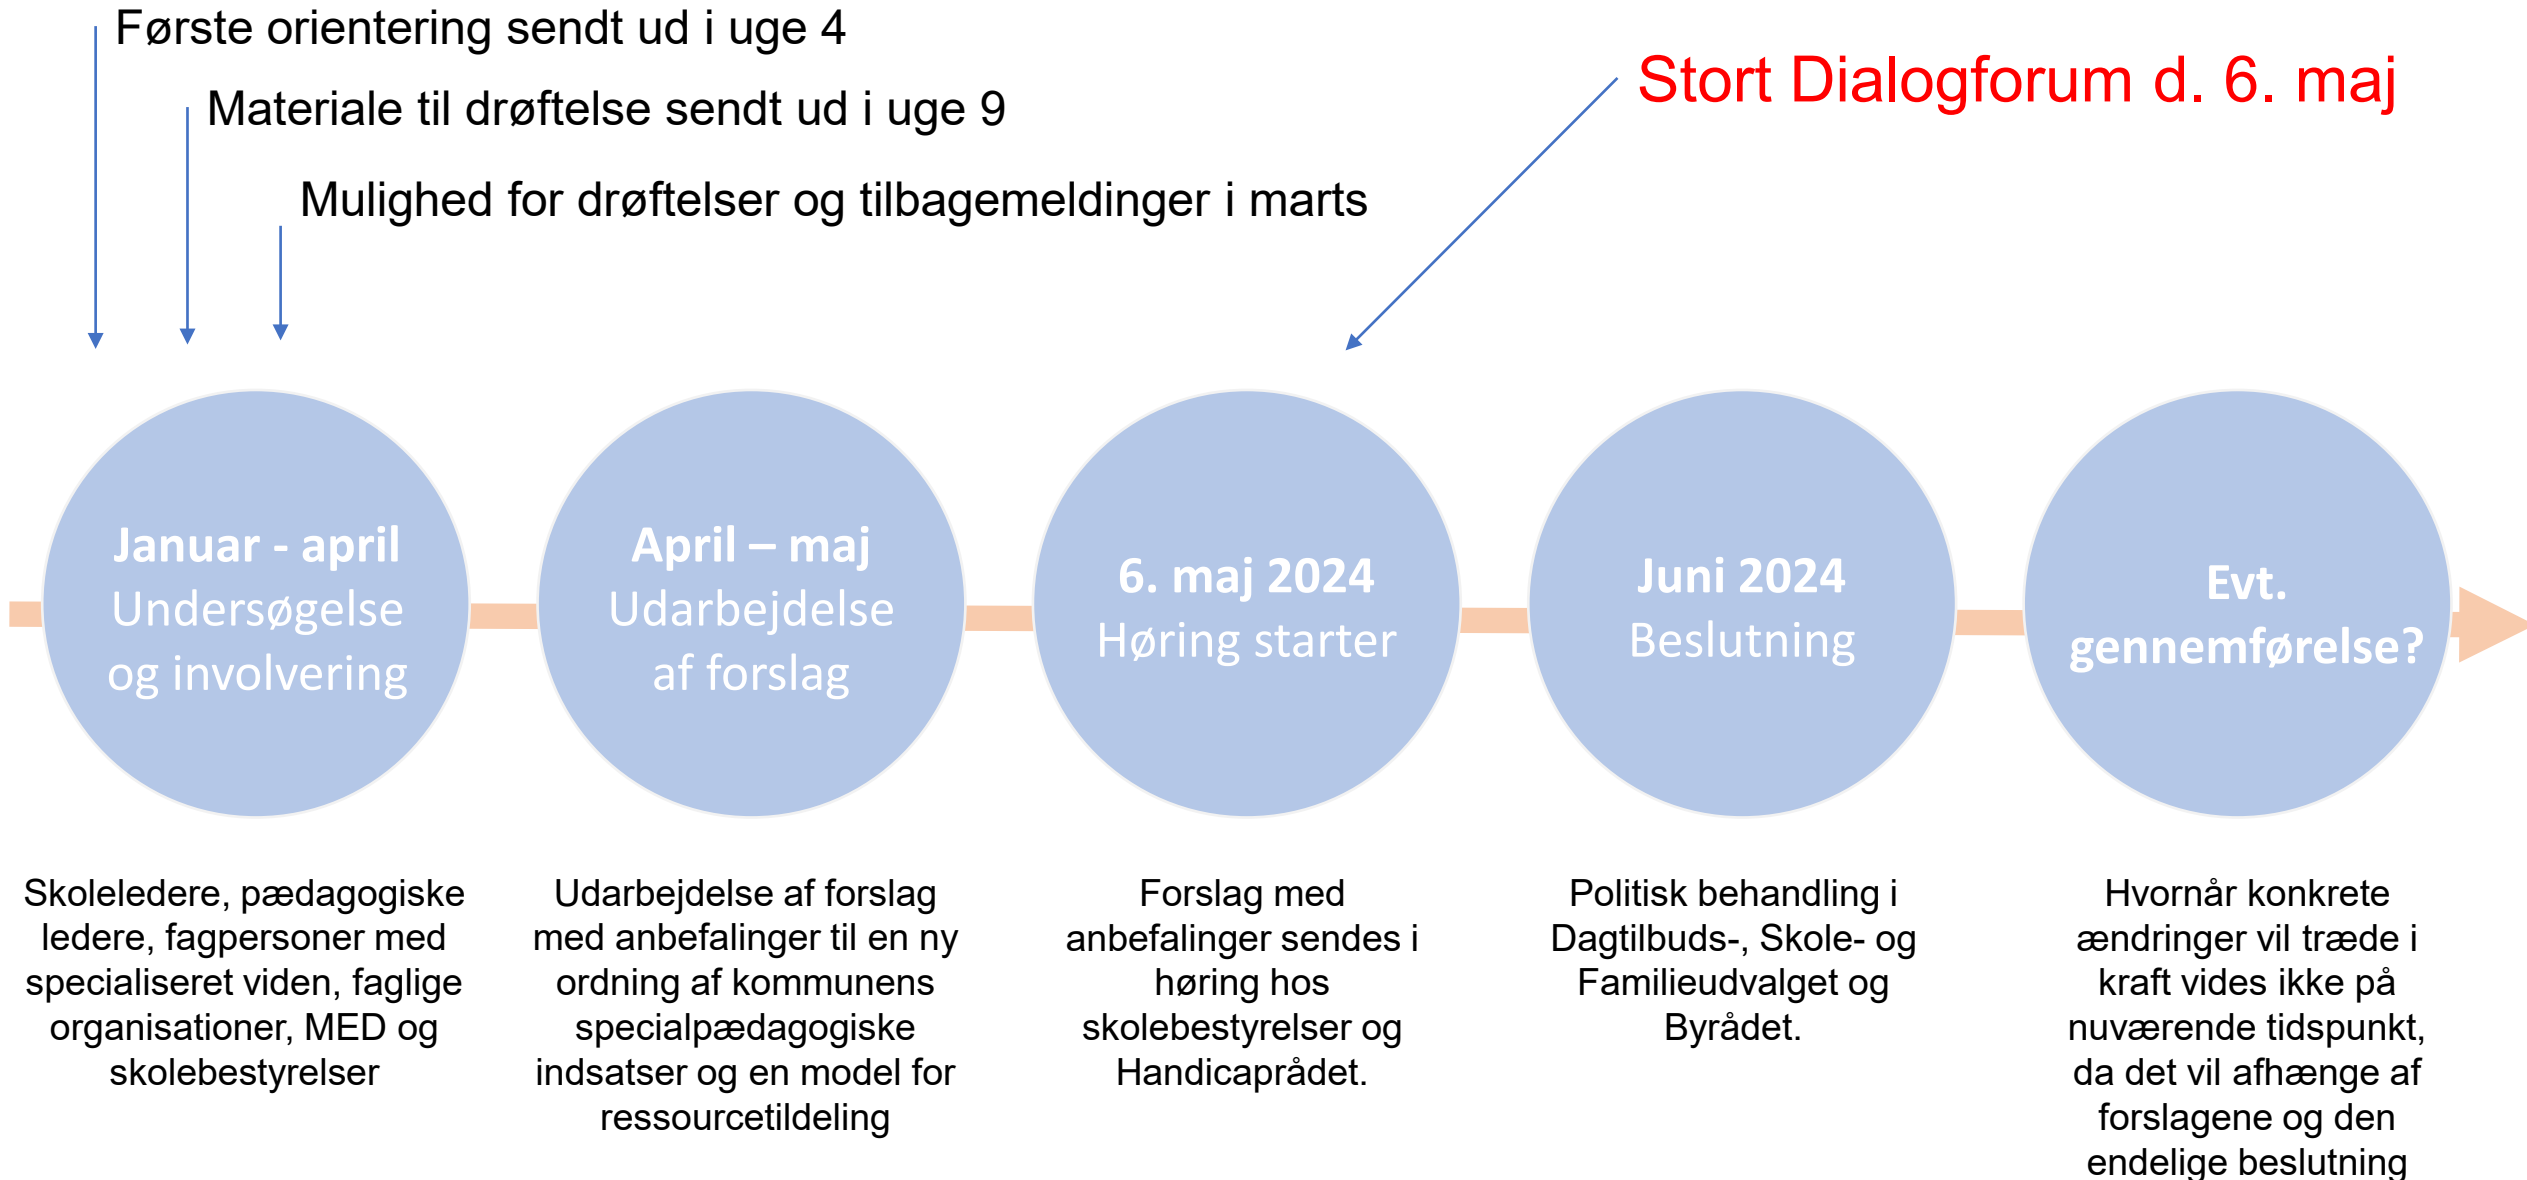 Første orientering sendt ud i uge 4
Materiale til drøftelse sendt ud i uge 9
Mulighed for drøftelser og tilbagemeldinger i marts
Stort Dialogforum d. 6. maj
Januar - april
Undersøgelse
og involvering
April – maj
Udarbejdelse
af forslag
6. maj 2024
Høring starter
Juni 2024
Beslutning
Evt.
gennemførelse?
Skoleledere, pædagogiske
ledere, fagpersoner med
specialiseret viden, faglige
organisationer, MED og
skolebestyrelser
Udarbejdelse af forslag
med anbefalinger til en ny
ordning af kommunens
specialpædagogiske
indsatser og en model for
ressourcetildeling
Forslag med
anbefalinger sendes i
høring hos
skolebestyrelser og
Handicaprådet.
Politisk behandling i
Dagtilbuds-, Skole- og
Familieudvalget og
Byrådet.
Hvornår konkrete
ændringer vil træde i
kraft vides ikke på
nuværende tidspunkt,
da det vil afhænge af
forslagene og den
endelige beslutning